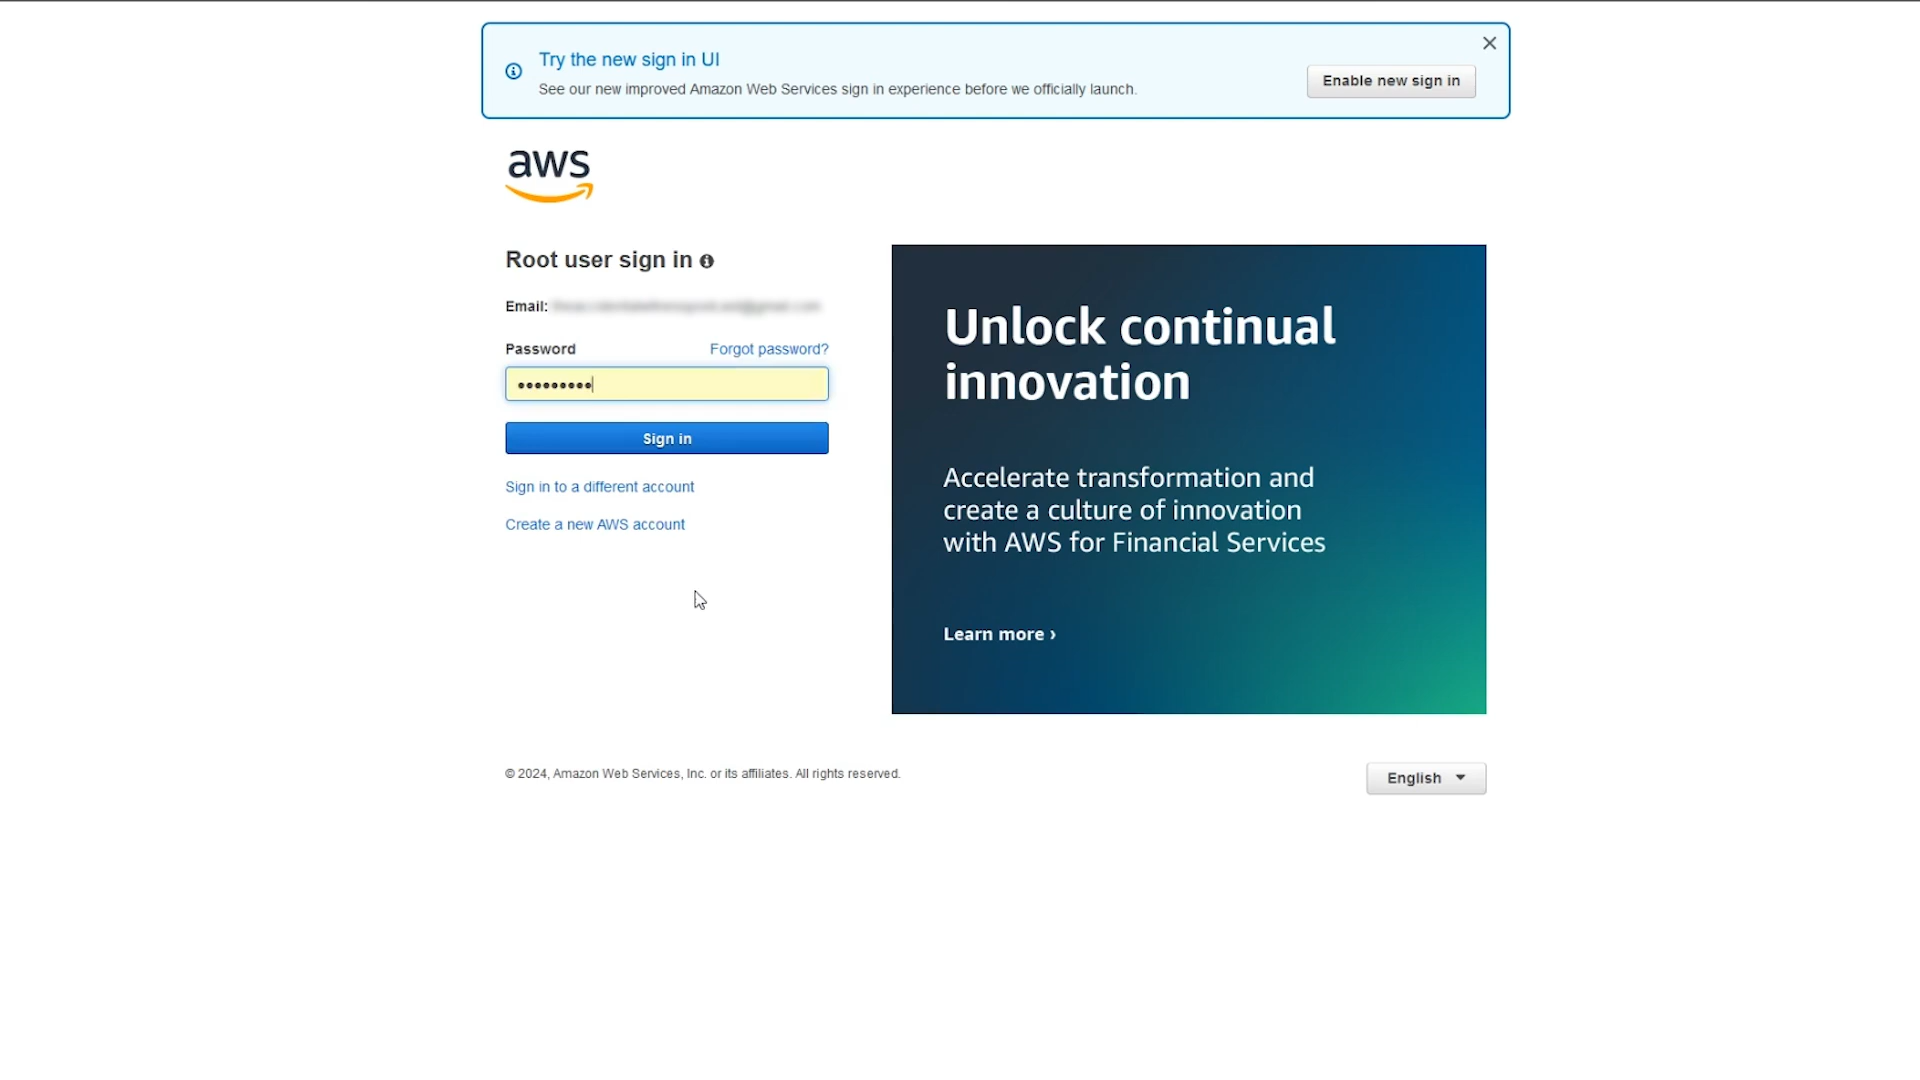 Try the new sign in UI
See our new improved Amazon Web Services sign in experience before we officially launch.
Enable new sign in
aws
Root user sign in
Email:
Password Forgot password?
Sign in
Sign in to a different account
Create a new AWS account
Unlock continual
innovation
Accelerate transformation and
create a culture of innovation
with AWS for Financial Services
Learn more ›
© 2024, Amazon Web Services, Inc. or its affiliates. All rights reserved.
English